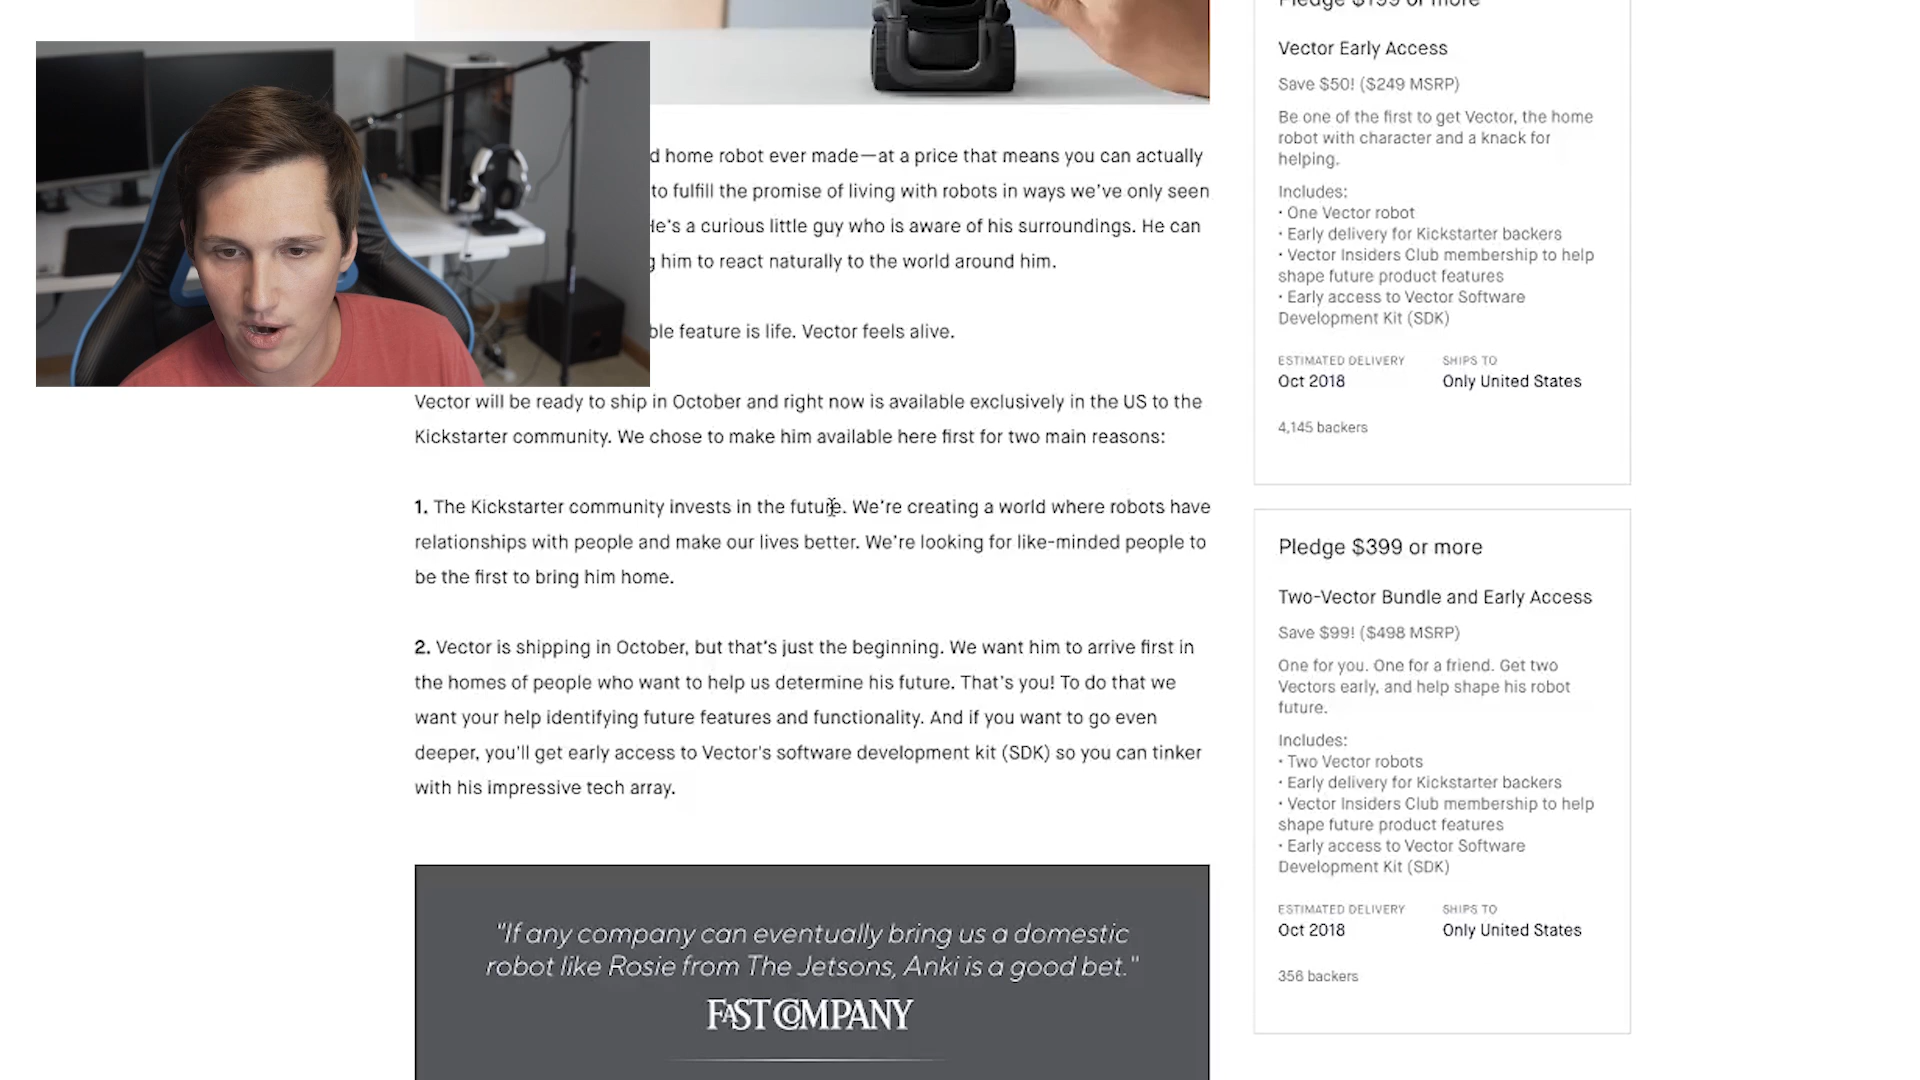 d home robot ever made—at a price that means you can actually
to fulfill the promise of living with robots in ways we've only seen
He's a curious little guy who is aware of his surroundings. He can
g him to react naturally to the world around him.
ble feature is life. Vector feels alive.
Vector will be ready to ship in October and right now is available exclusively in the US to the
Kickstarter community. We chose to make him available here first for two main reasons:
1. The Kickstarter community invests in the future. We're creating a world where robots have
relationships with people and make our lives better. We're looking for like-minded people to
be the first to bring him home.
2. Vector is shipping in October, but that's just the beginning. We want him to arrive first in
the homes of people who want to help us determine his future. That's you! To do that we
want your help identifying future features and functionality. And if you want to go even
deeper, you'll get early access to Vector's software development kit (SDK) so you can tinker
with his impressive tech array.
"If any company can eventually bring us a domestic
robot like Rosie from The Jetsons, Anki is a good bet."
FAST COMPANY
Pledge $199 or more
Vector Early Access
Save $50! ($249 MSRP)
Be one of the first to get Vector, the home
robot with character and a knack for
helping.
Includes:
• One Vector robot
• Early delivery for Kickstarter backers
• Vector Insiders Club membership to help
shape future product features
• Early access to Vector Software
Development Kit (SDK)
ESTIMATED DELIVERY SHIPS TO
Oct 2018 Only United States
4,145 backers
Pledge $399 or more
Two-Vector Bundle and Early Access
Save $99! ($498 MSRP)
One for you. One for a friend. Get two
Vectors early, and help shape his robot
future.
Includes:
• Two Vector robots
• Early delivery for Kickstarter backers
• Vector Insiders Club membership to help
shape future product features
• Early access to Vector Software
Development Kit (SDK)
ESTIMATED DELIVERY SHIPS TO
Oct 2018 Only United States
356 backers